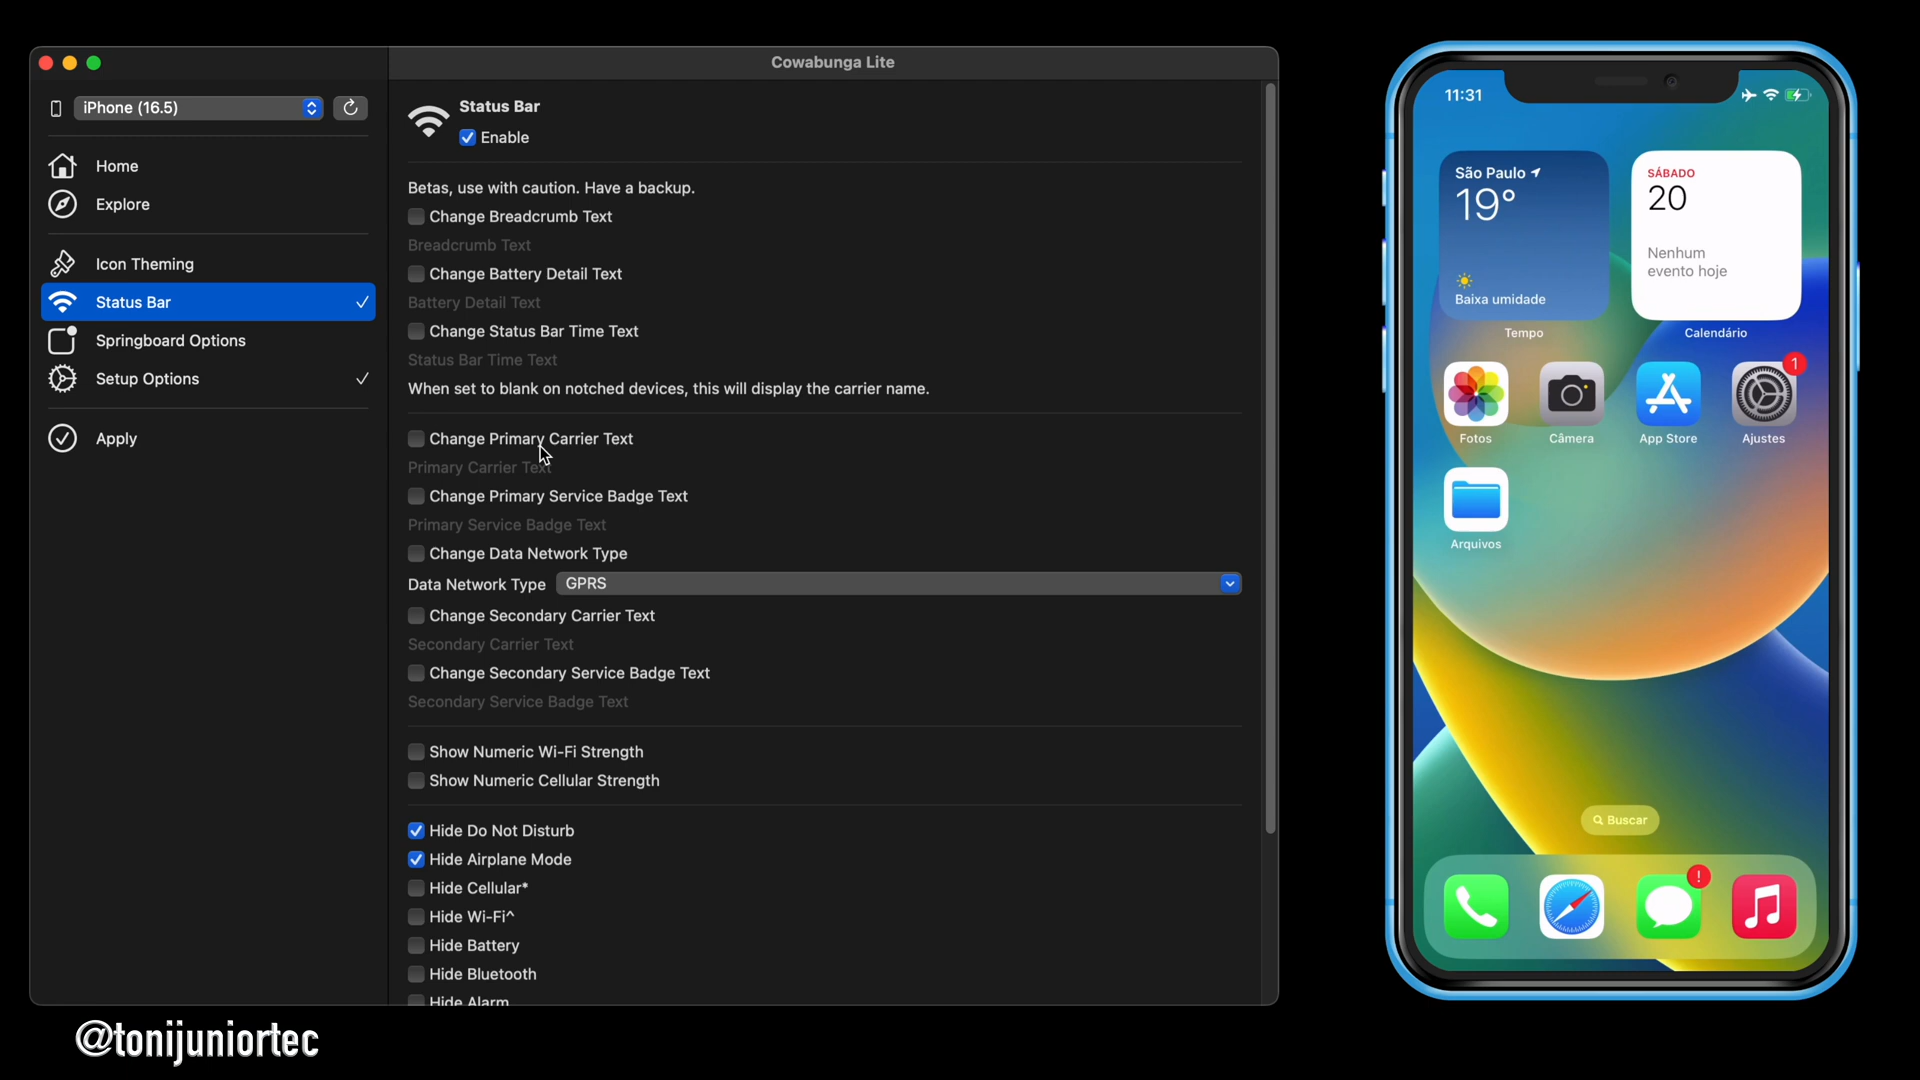 Cowabunga Lite
iPhone (16.5)
Home
Explore
Icon Theming
Status Bar
Springboard Options
Setup Options
Apply
Status Bar
Enable
Betas, use with caution. Have a backup.
Change Breadcrumb Text
Breadcrumb Text
Change Battery Detail Text
Battery Detail Text
Change Status Bar Time Text
Status Bar Time Text
When set to blank on notched devices, this will display the carrier name.
Change Primary Carrier Text
Primary Carrier Text
Change Primary Service Badge Text
Primary Service Badge Text
Change Data Network Type
Data Network Type GPRS
Change Secondary Carrier Text
Secondary Carrier Text
Change Secondary Service Badge Text
Secondary Service Badge Text
Show Numeric Wi-Fi Strength
Show Numeric Cellular Strength
Hide Do Not Disturb
Hide Airplane Mode
Hide Cellular*
Hide Wi-Fi^
Hide Battery
Hide Bluetooth
Hide Alarm
11:31
São Paulo
19°
Baixa umidade
Tempo
SÁBADO
20
Nenhum
evento hoje
Calendário
1
Fotos
Câmera
App Store
Ajustes
Arquivos
Buscar
!
@tonijuniortec